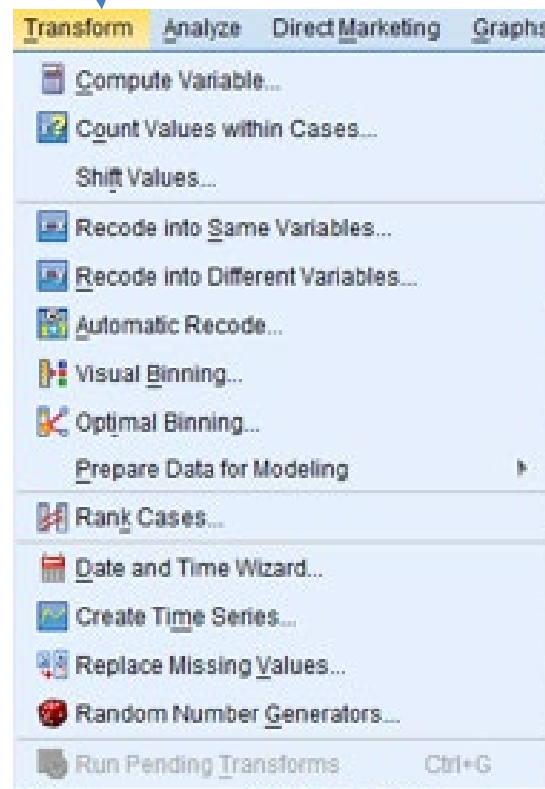 Transform Analyze Direct Marketing Graphs
Compute Variable...
Count Values within Cases...
Shift Values...
Recode into Same Variables...
Recode into Different Variables...
Automatic Recode...
Visual Binning...
Optimal Binning...
Prepare Data for Modeling
Rank Cases...
Date and Time Wizard...
Create Time Series...
Replace Missing Values...
Random Number Generators...
Run Pending Transforms Ctrl+G